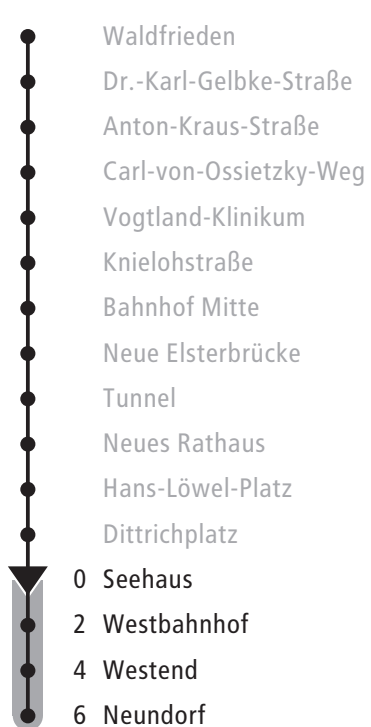 Waldfrieden
Dr.-Karl-Gelbke-Straße
Anton-Kraus-Straße
Carl-von-Ossietzky-Weg
Vogtland-Klinikum
Knielohstraße
Bahnhof Mitte
Neue Elsterbrücke
Tunnel
Neues Rathaus
Hans-Löwel-Platz
Dittrichplatz
0 Seehaus
2 Westbahnhof
4 Westend
6 Neundorf